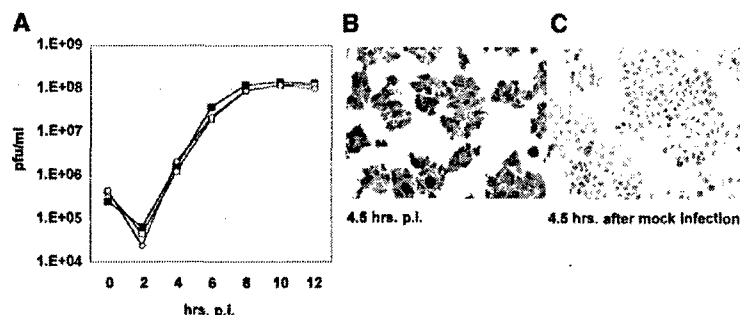 A
B
C
1.E+09
1.E+08
1.E+07
1.E+06
1.E+05
1.E+04
pfu/ml
0 2 4 6 8 10 12
hrs. p.i.
4.5 hrs. p.i.
4.5 hrs. after mock infection